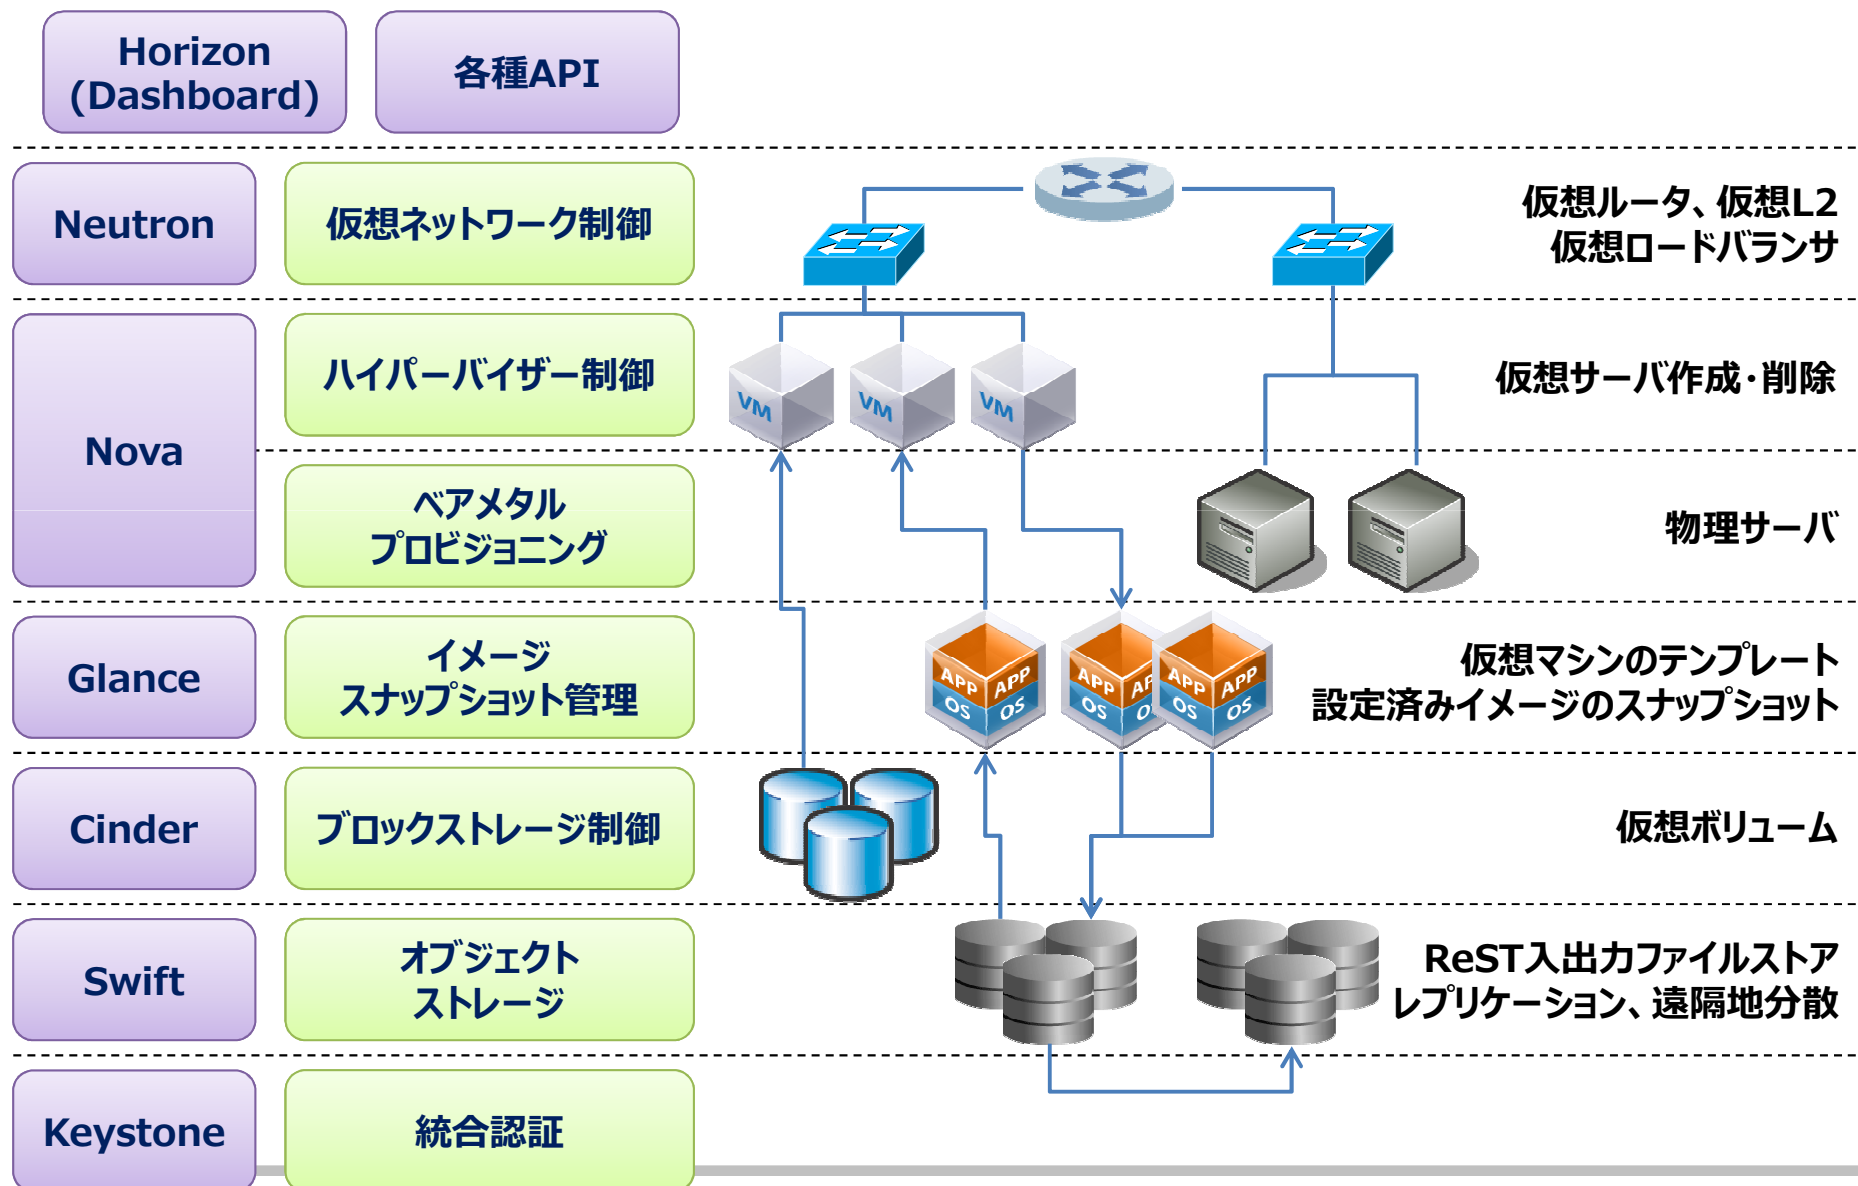 Horizon
(Dashboard)
各種API
Neutron
仮想ネットワーク制御
仮想ルータ、仮想L2
仮想ロードバランサ
Nova
ハイパーバイザー制御
VM
VM
VM
仮想サーバ作成・削除
ベアメタル
プロビジョニング
物理サーバ
Glance
イメージ
スナップショット管理
APP APP
OS OS
APP AP
OS O
APP APP
OS OS
仮想マシンのテンプレート
設定済みイメージのスナップショット
Cinder
ブロックストレージ制御
仮想ボリューム
Swift
オブジェクト
ストレージ
ReST入出力ファイルストア
レプリケーション、遠隔地分散
Keystone
統合認証